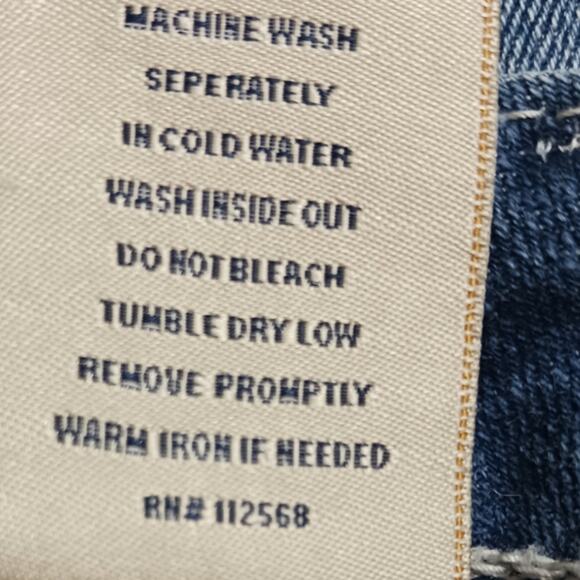 MACHINE WASH
SEPERATELY
IN COLD WATER
WASH INSIDE OUT
DO NOT BLEACH
TUMBLE DRY LOW
REMOVE PROMPTLY
WARM IRON IF NEEDED
RN# 112568